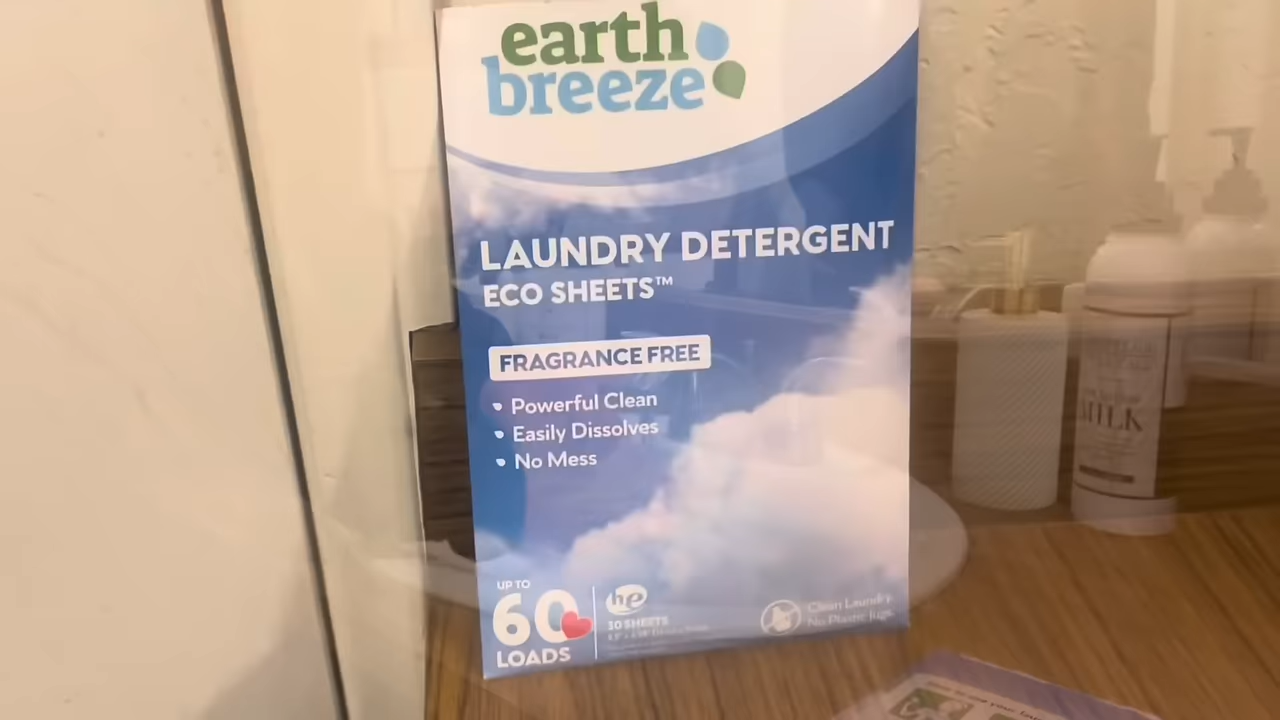 earth
breeze
LAUNDRY DETERGENT
ECO SHEETS™
FRAGRANCE FREE
Powerful Clean
Easily Dissolves
No Mess
UP TO
60
LOADS
he
30 SHEETS
Clean Laundry.
No Plastic Jugs.
MILK